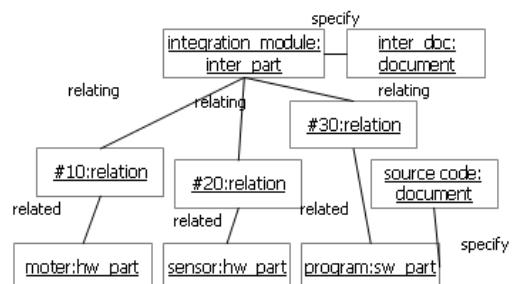 specify
integration_module:
inter_part
inter_doc:
document
relating
relating
relating
#30:relation
#10:relation
#20:relation
source code:
document
related
related
related
specify
moter:hw_part
sensor:hw_part
program:sw_part